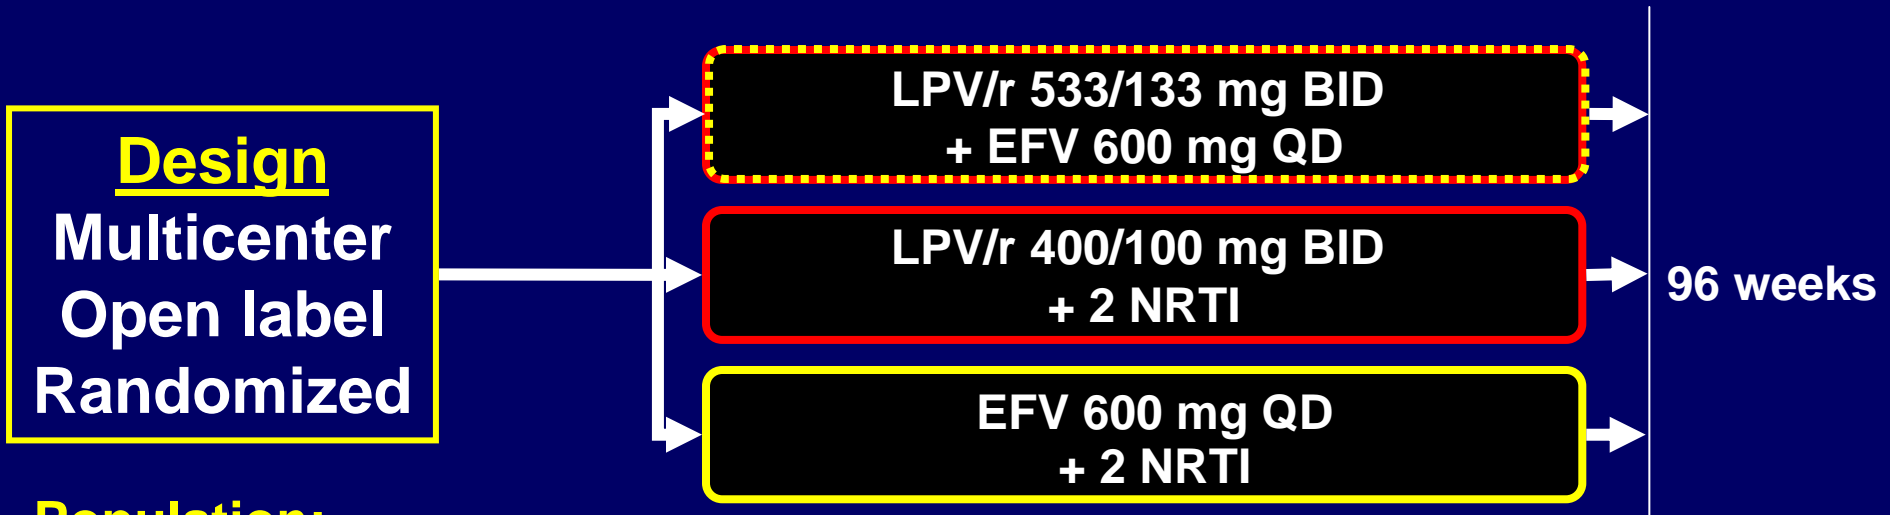 Design
Multicenter
Open label
Randomized
LPV/r 533/133 mg BID
+ EFV 600 mg QD
LPV/r 400/100 mg BID
+ 2 NRTI
EFV 600 mg QD
+ 2 NRTI
96 weeks
Population: